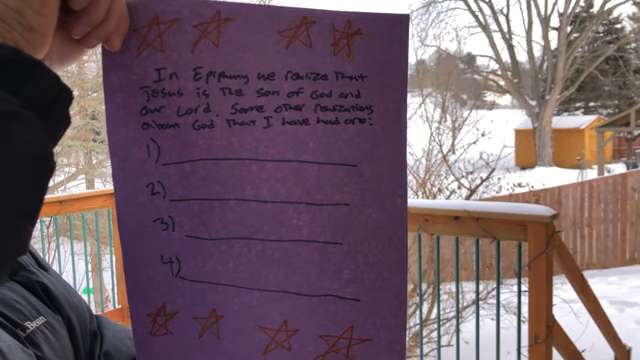 In Epiphany we realize that
Jesus is the son of God and
our Lord. Some other realizations
about God that I have had are:
1)
2)
3)
4)
L.L.Bean